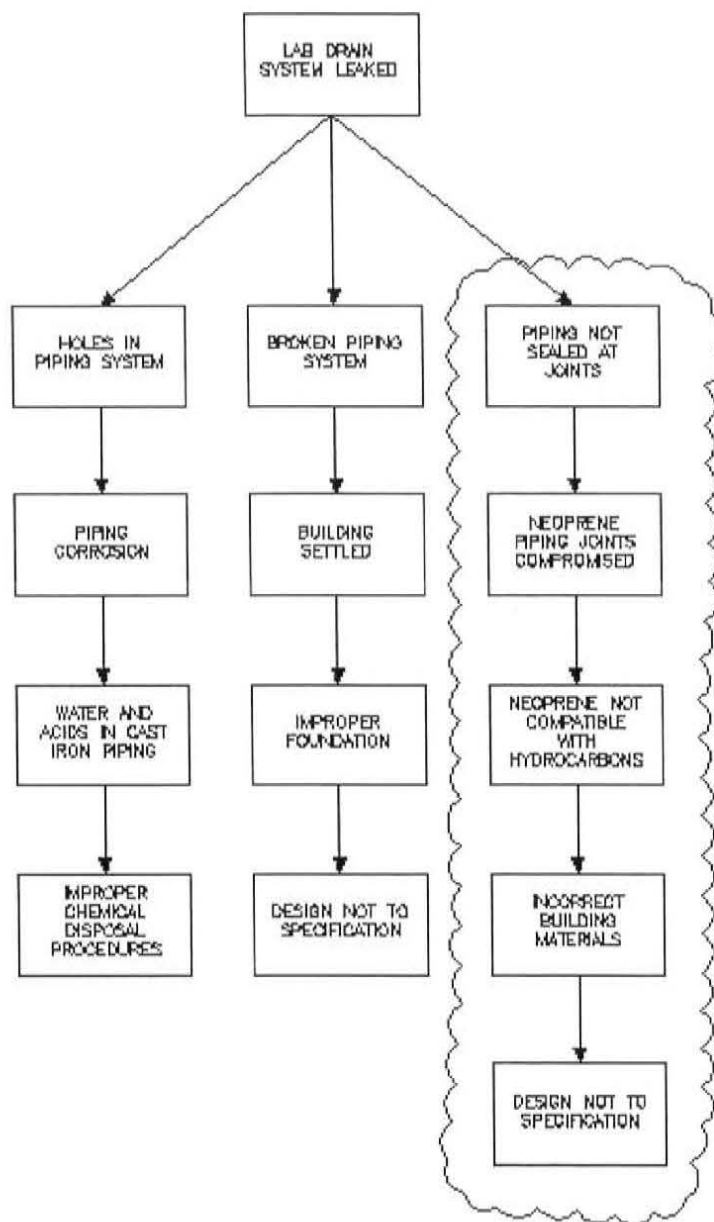 LAB DRAIN
SYSTEM LEAKED
HOLES IN
PIPING SYSTEM
BROKEN PIPING
SYSTEM
PIPING NOT
SEALED AT
JOINTS
PIPING
CORROSION
BUILDING
SETTLED
NEOPRENE
PIPING JOINTS
COMPROMISED
WATER AND
ACIDS IN CAST
IRON PIPING
IMPROPER
FOUNDATION
NEOPRENE NOT
COMPATIBLE
WITH
HYDROCARBONS
IMPROPER
CHEMICAL
DISPOSAL
PROCEDURES
DESIGN NOT TO
SPECIFICATION
INCORRECT
BUILDING
MATERIALS
DESIGN NOT TO
SPECIFICATION